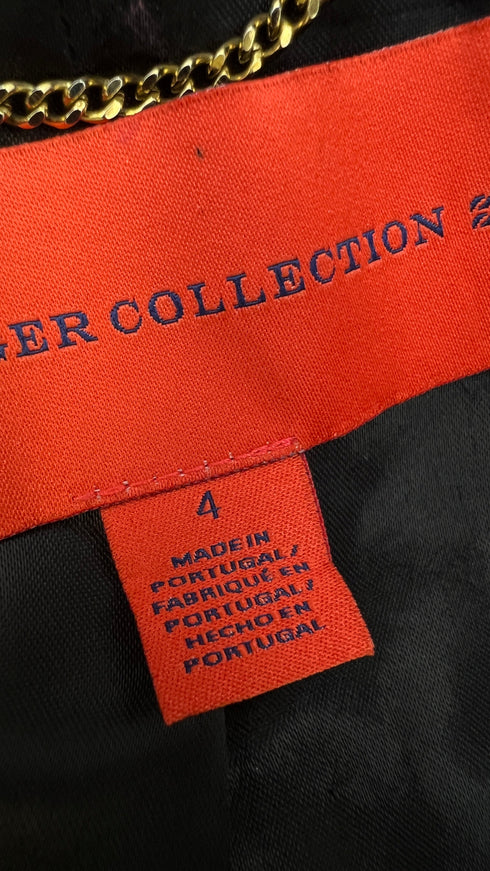 GER COLLECTION
4
MADE IN
PORTUGAL/
FABRIQUÉ EN
PORTUGAL/
HECHO EN
PORTUGAL